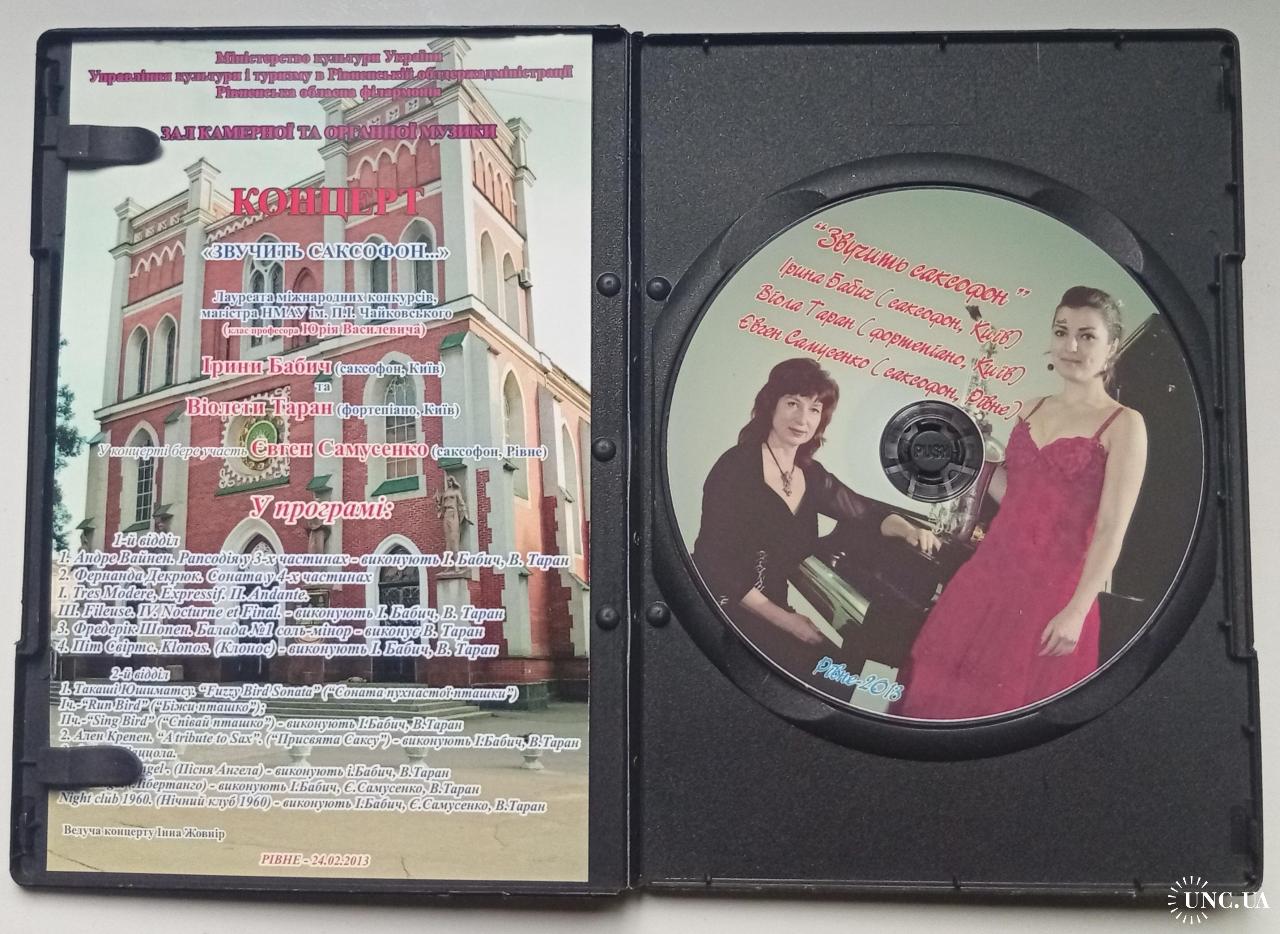 Міністерство культури України
Управління культури і туризму в Рівненській облдержадміністрації
Рівненська обласна філармонія
ЗАЛ КАМЕРНОЇ ТА ОРГАННОЇ МУЗИКИ
КОНЦЕРТ
«ЗВУЧИТЬ САКСОФОН...»
Лауреата міжнародних конкурсів,
магістра НМАУ ім. П.І. Чайковського
(клас професора Юрія Василевича)
Ірини Бабич (саксофон, Київ)
та
Віолети Таран (фортепіано, Київ)
У концерті бере участь Євген Самусенко (саксофон, Рівне)
У програмі:
1-й відділ
1. Андре Вайнен. Рапсодія у 3-х частинах - виконують І. Бабич, В. Таран
2. Фернанда Декрюк. Соната у 4-х частинах
I. Tres Modere, Expressif. II. Andante.
III. Fileuse. IV. Nocturne et Final. - виконують І. Бабич, В. Таран
3. Фредерік Шопен. Балада №1 соль-мінор - виконує В. Таран
4. Піт Свіртс. Klonos. (Клонос) - виконують І. Бабич, В. Таран
2-й відділ
1. Такаші Юшиматсу. “Fuzzy Bird Sonata” (“Соната пухнастої пташки”)
Іч.-“Run Bird” (“Біжи пташко”);
ІІч.-“Sing Bird” (“Співай пташко”) - виконують І.Бабич, В.Таран
2. Ален Крепен. “A tribute to Sax”. (“Присвята Саксу”) - виконують І.Бабич, В.Таран
(Пісня Ангела) - виконують і.Бабич, В.Таран
- виконують І.Бабич, Є.Самусенко, В.Таран
Night club 1960. (Нічний клуб 1960) - виконують І.Бабич, Є.Самусенко, В.Таран
Ведуча концерту Інна Жовнір
РІВНЕ - 24.02.2013
“Звучить саксофон”
Ірина Бабич (саксофон, Київ)
Віола Таран (фортепіано, Київ)
Євген Самусенко (саксофон, Рівне)
PUSH
Рівне-2013
UNC.UA